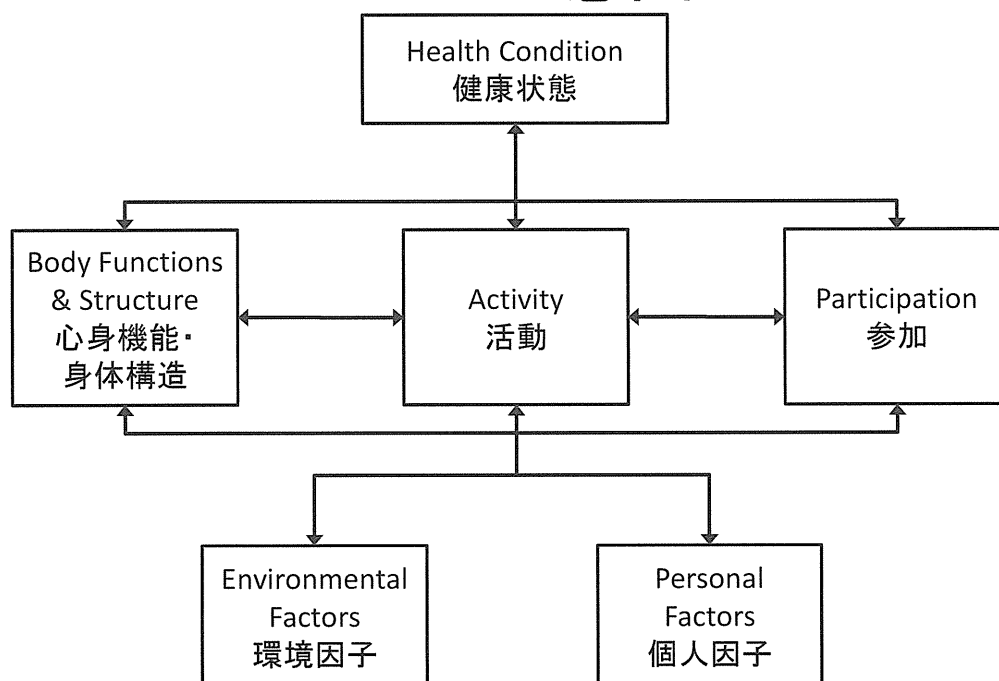 Health Condition
健康状態
Body Functions
& Structure
心身機能・
身体構造
Activity
活動
Participation
参加
Environmental
Factors
環境因子
Personal
Factors
個人因子